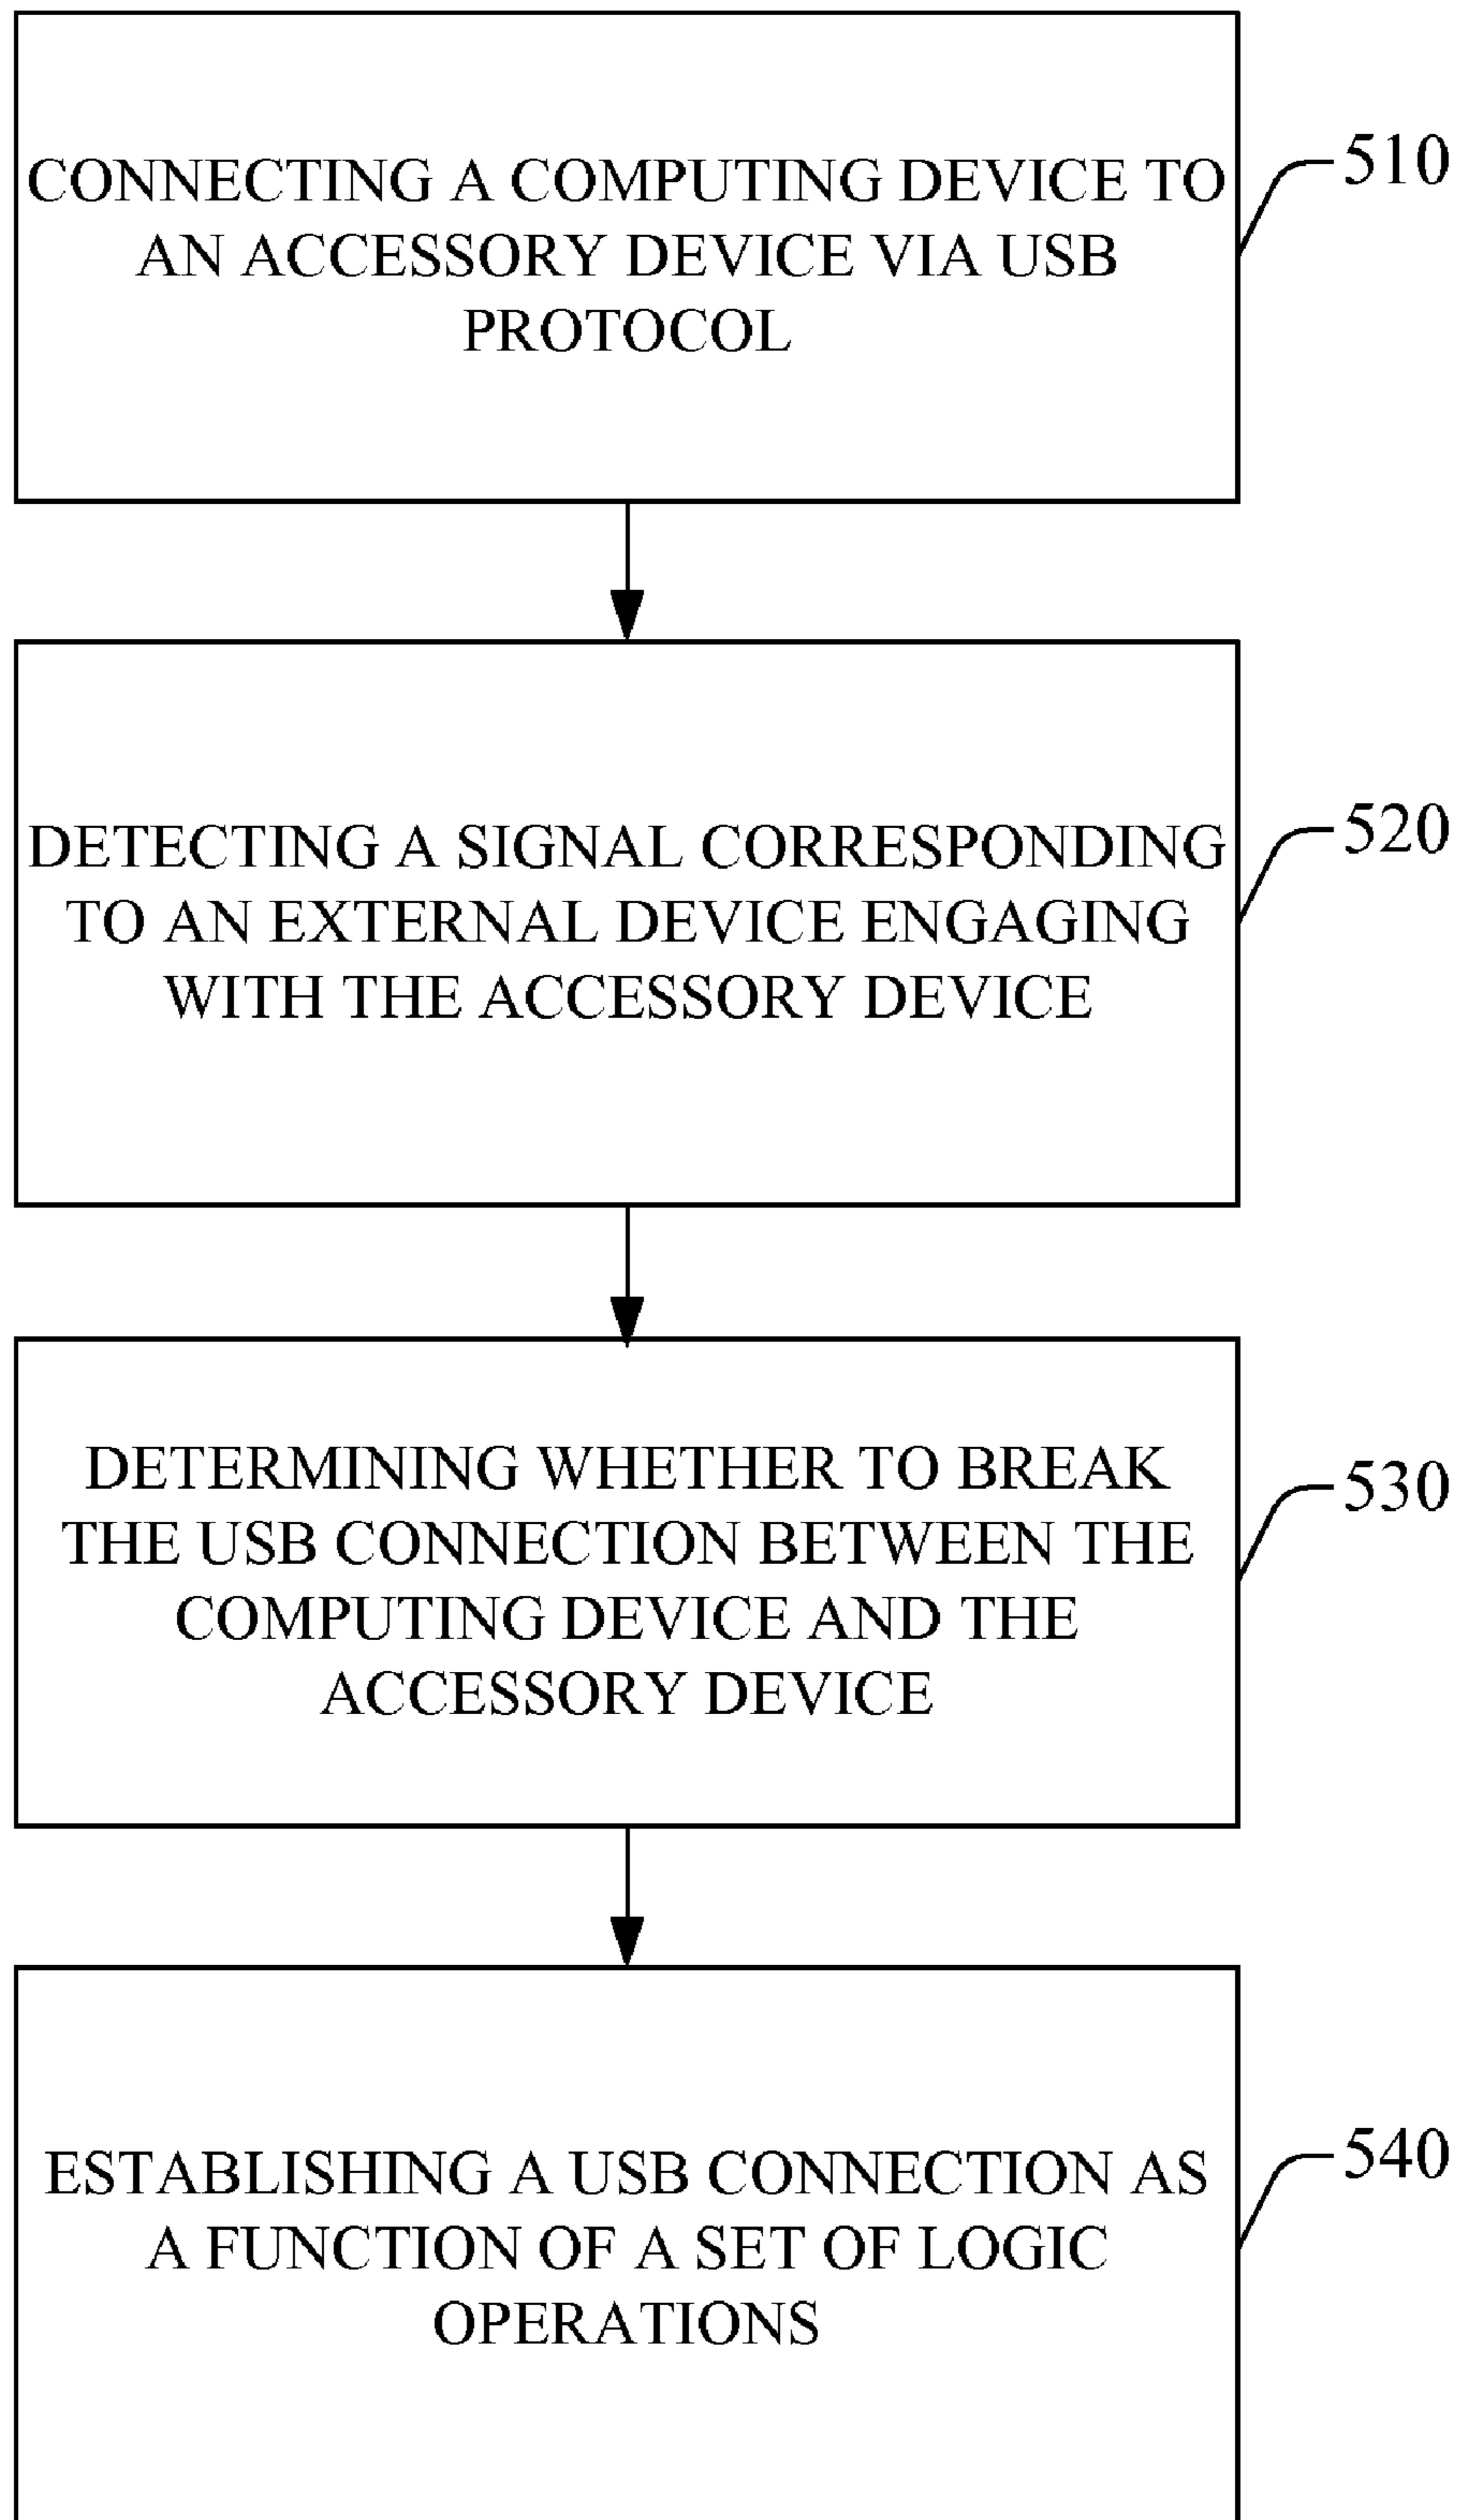 CONNECTING A COMPUTING DEVICE TO
AN ACCESSORY DEVICE VIA USB
PROTOCOL
510
DETECTING A SIGNAL CORRESPONDING
TO AN EXTERNAL DEVICE ENGAGING
WITH THE ACCESSORY DEVICE
520
DETERMINING WHETHER TO BREAK
THE USB CONNECTION BETWEEN THE
COMPUTING DEVICE AND THE
ACCESSORY DEVICE
530
ESTABLISHING A USB CONNECTION AS
A FUNCTION OF A SET OF LOGIC
OPERATIONS
540